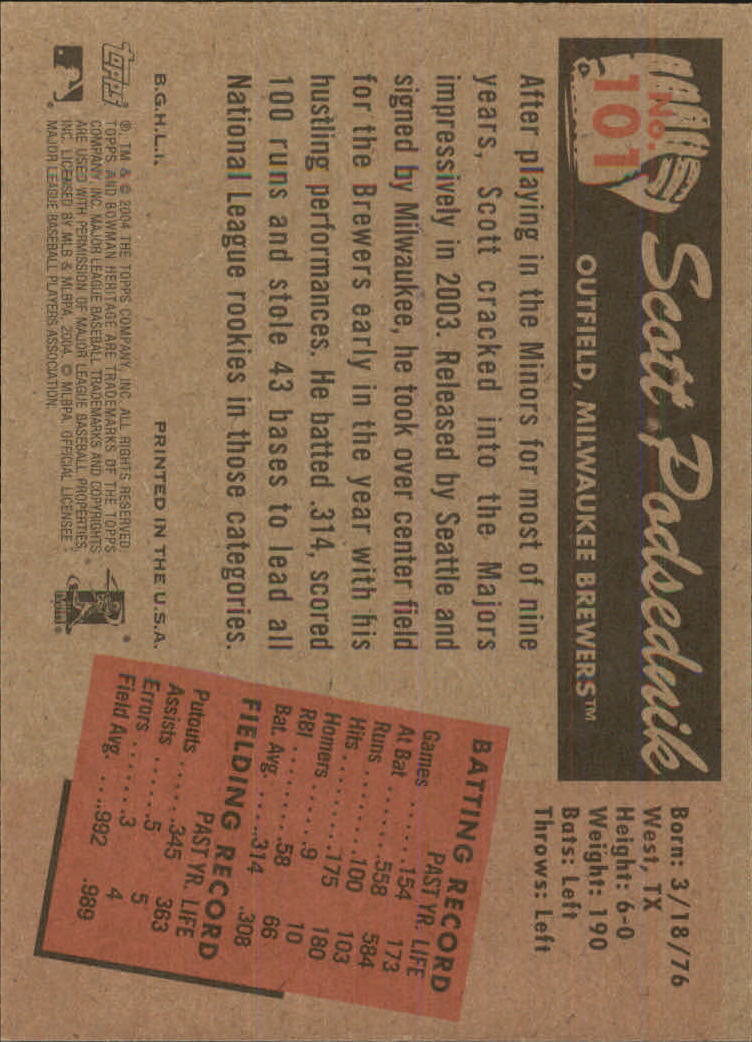 No.
101
Scott Podsednik
OUTFIELD, MILWAUKEE BREWERS™
Born: 3/18/76
West, TX
Height: 6-0
Weight: 190
Bats: Left
Throws: Left
After playing in the Minors for most of nine
years, Scott cracked into the Majors
impressively in 2003. Released by Seattle and
signed by Milwaukee, he took over center field
for the Brewers early in the year with his
hustling performances. He batted .314, scored
100 runs and stole 43 bases to lead all
National League rookies in those categories.
BATTING RECORD
PAST YR. LIFE
Games ......154 173
At Bat .......558 584
Runs ........100 103
Hits ........175 180
Homers .......9 10
RBI ..........58 66
Bat. Avg. ....314 .308
FIELDING RECORD
PAST YR. LIFE
Putouts .....345 363
Assists .......5 5
Errors ........3 4
Field Avg. ...992 .989
B.G.H.L.I. PRINTED IN THE U.S.A.
topps
®, TM & © 2004 THE TOPPS COMPANY, INC. ALL RIGHTS RESERVED.
TOPPS AND BOWMAN HERITAGE ARE TRADEMARKS OF THE TOPPS
COMPANY, INC. MAJOR LEAGUE BASEBALL TRADEMARKS AND COPYRIGHTS
ARE USED WITH PERMISSION OF MAJOR LEAGUE BASEBALL PROPERTIES,
INC. LICENSED BY MLB & MLBPA, 2004. © MLBPA. OFFICIAL LICENSEE -
MAJOR LEAGUE BASEBALL PLAYERS ASSOCIATION.